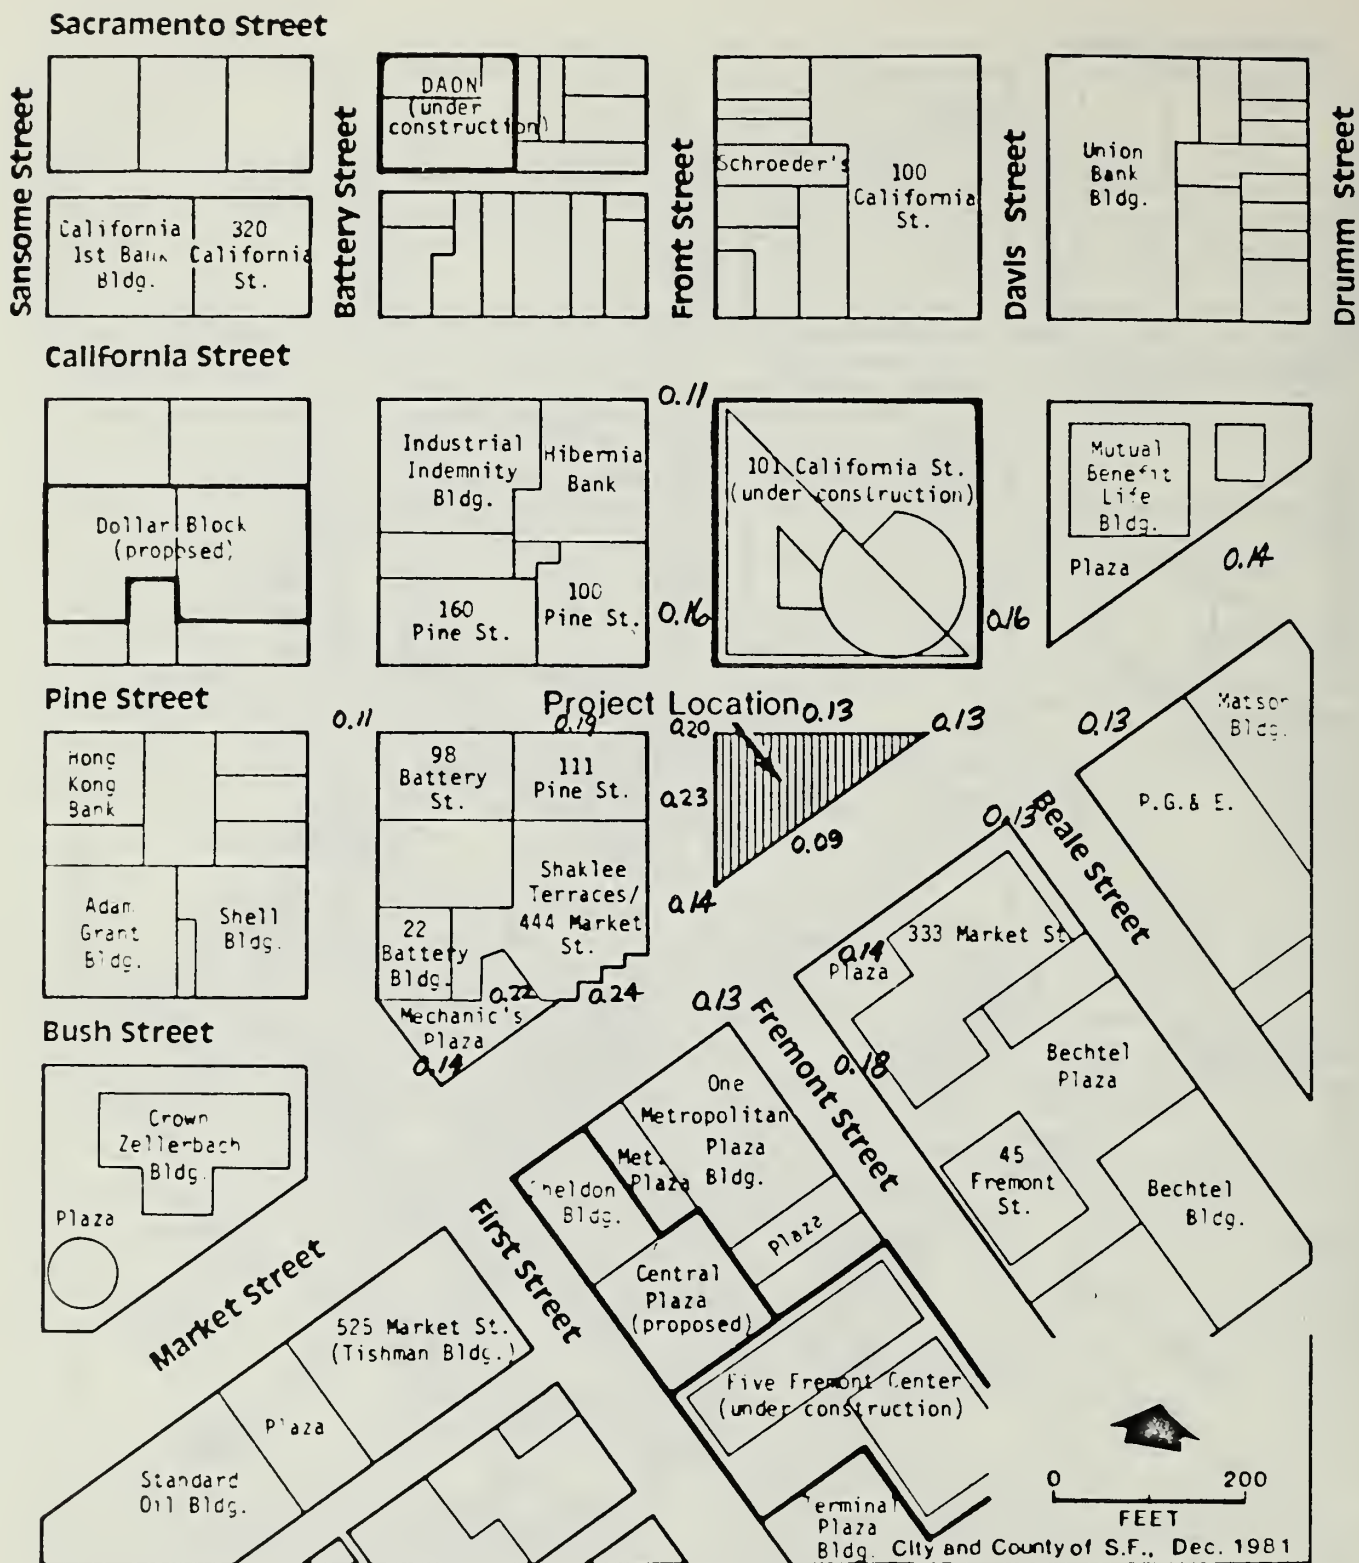 Sacramento Street
Sansome Street
Battery Street
Front Street
Davis Street
Drumm Street
DAON
(under
construction)
Schroeder's
100
California
St.
Union
Bank
Bldg.
California
1st Bank
Bldg.
320
California
St.
California Street
0.11
Industrial
Indemnity
Bldg.
Hibernia
Bank
101 California St.
(under construction)
Mutual
Benefit
Life
Bldg.
Plaza
0.14
Dollar Block
(proposed)
160
Pine St.
100
Pine St.
0.16
0.16
Pine Street
Project Location
0.11
0.19
0.20
0.13
0.13
0.13
Matson
Bldg.
Hong
Kong
Bank
98
Battery
St.
111
Pine St.
0.23
0.09
0.13
Beale Street
P.G.& E.
Adam
Grant
Bldg.
Shell
Bldg.
22
Battery
Bldg.
Shaklee
Terraces/
444 Market
St.
0.14
333 Market St.
0.14
Plaza
0.22
0.24
0.13
Mechanic's
Plaza
0.14
Bush Street
Fremont Street
0.18
Bechtel
Plaza
Crown
Zellerbach
Bldg.
Plaza
One
Metropolitan
Plaza
Bldg.
Met.
Plaza
Sheldon
Bldg.
45
Fremont
St.
Bechtel
Bldg.
Plaza
Market Street
First Street
Central
Plaza
(proposed)
525 Market St.
(Tishman Bldg.)
Plaza
Standard
Oil Bldg.
Five Fremont Center
(under construction)
Terminal
Plaza
Bldg.
0 200
FEET
City and County of S.F., Dec. 1981